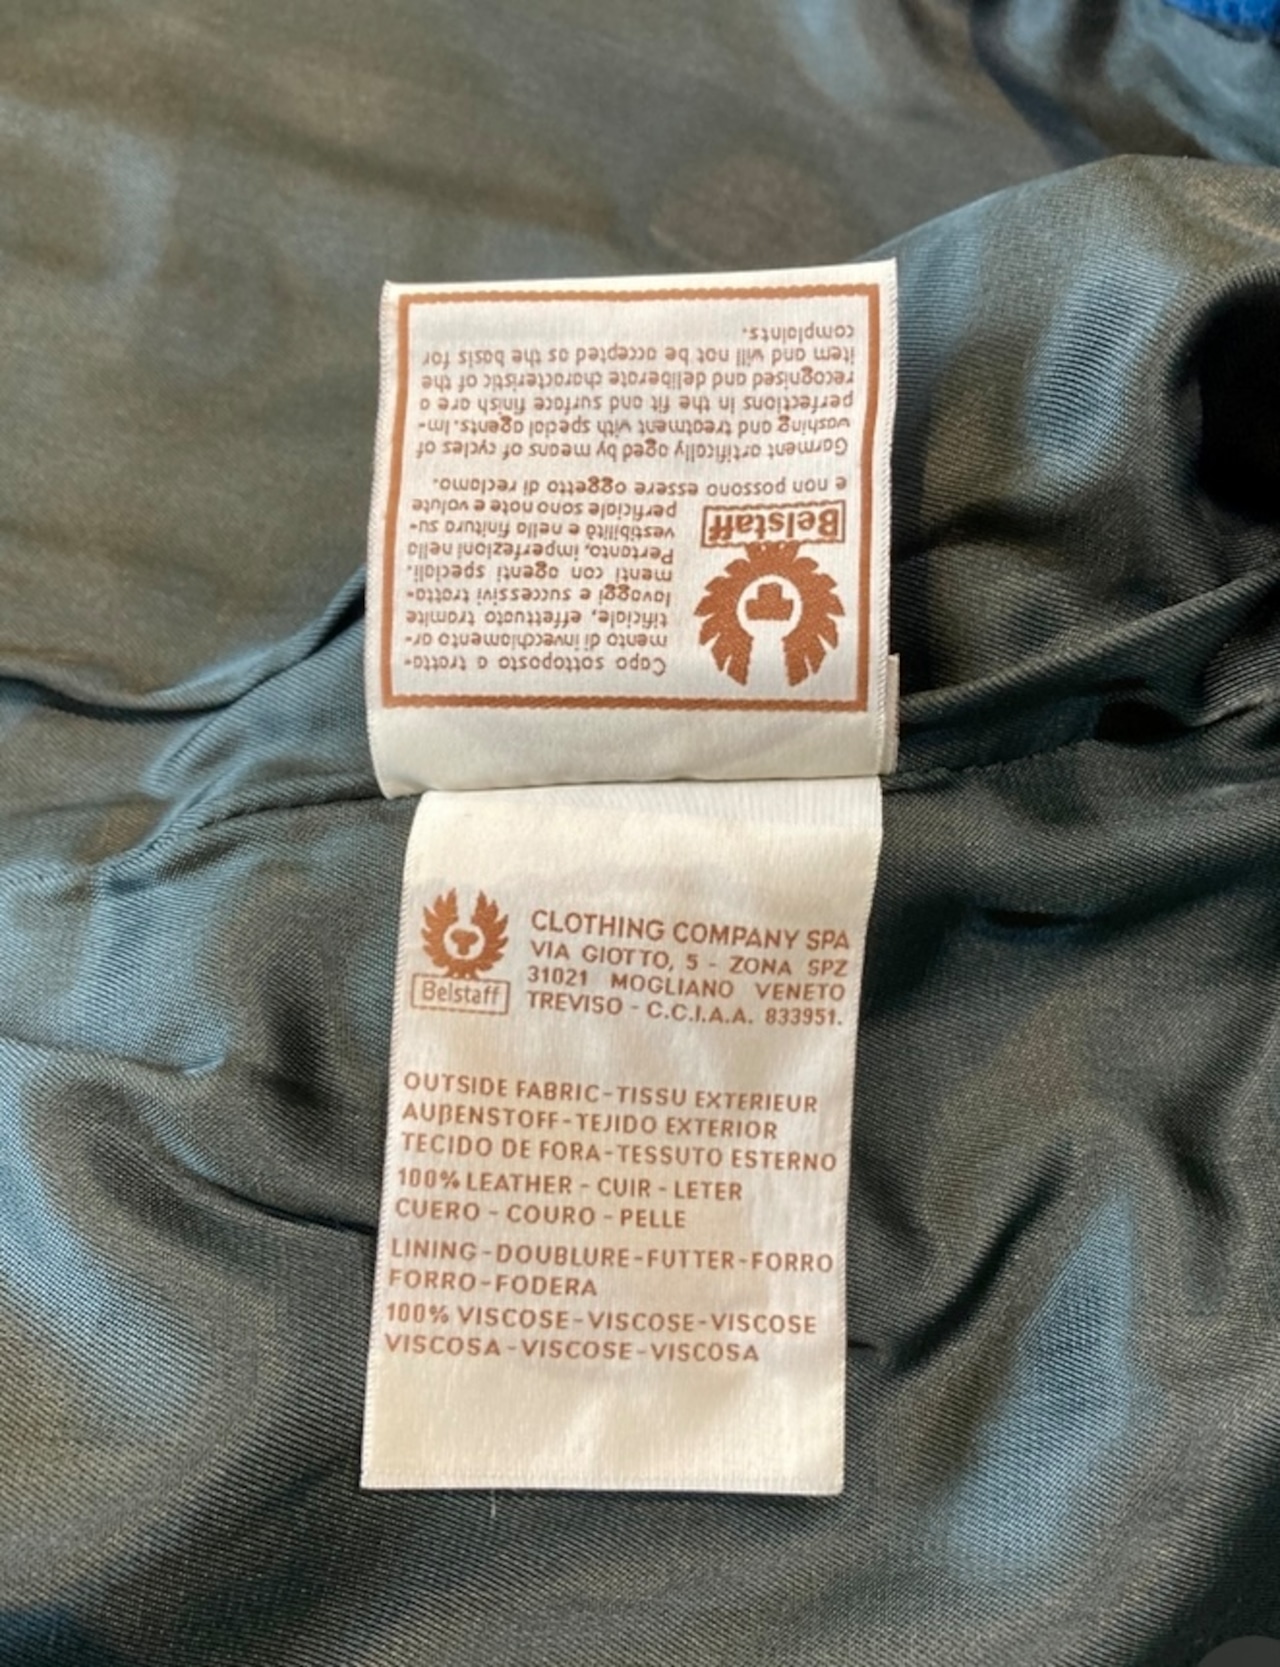 Capo sottoposto a tratta-
mento di invecchiamento ar-
tificiale, effettuato tramite
lavaggi e successivi tratta-
menti con agenti speciali.
Pertanto, imperfezioni nella
vestibilità e nella finitura su-
perficiale sono note e volute
Belstaff
e non possono essere oggetto di reclamo.
Garment artifically aged by means of cycles of
washing and treatment with special agents. Im-
perfections in the fit and surface finish are a
recognised and deliberate characteristic of the
item and will not be accepted as the basis for
complaints.
Belstaff
CLOTHING COMPANY SPA
VIA GIOTTO, 5 - ZONA SPZ
31021 MOGLIANO VENETO
TREVISO - C.C.I.A.A. 833951.
OUTSIDE FABRIC-TISSU EXTERIEUR
AUßENSTOFF-TEJIDO EXTERIOR
TECIDO DE FORA-TESSUTO ESTERNO
100% LEATHER - CUIR - LETER
CUERO - COURO - PELLE
LINING-DOUBLURE-FUTTER-FORRO
FORRO-FODERA
100% VISCOSE-VISCOSE-VISCOSE
VISCOSA-VISCOSE-VISCOSA